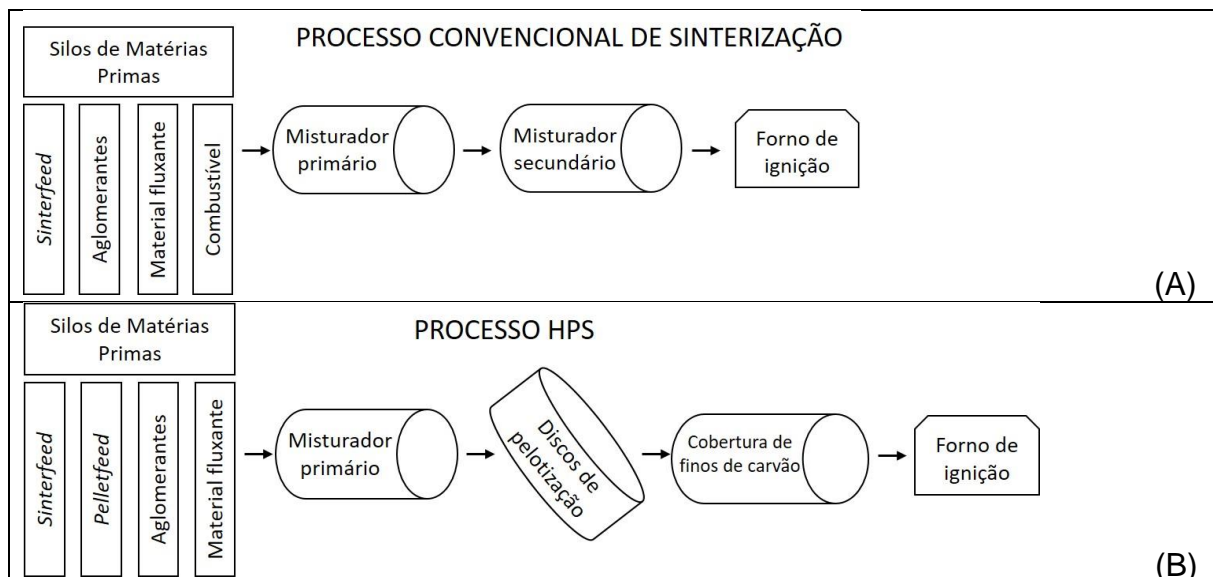 PROCESSO CONVENCIONAL DE SINTERIZAÇÃO
Silos de Matérias
Primas
Sinterfeed
Aglomerantes
Material fluxante
Combustível
Misturador
primário
Misturador
secundário
Forno de
ignição
(A)
PROCESSO HPS
Silos de Matérias
Primas
Sinterfeed
Pelletfeed
Aglomerantes
Material fluxante
Misturador
primário
Discos de
pelotização
Cobertura de
finos de carvão
Forno de
ignição
(B)